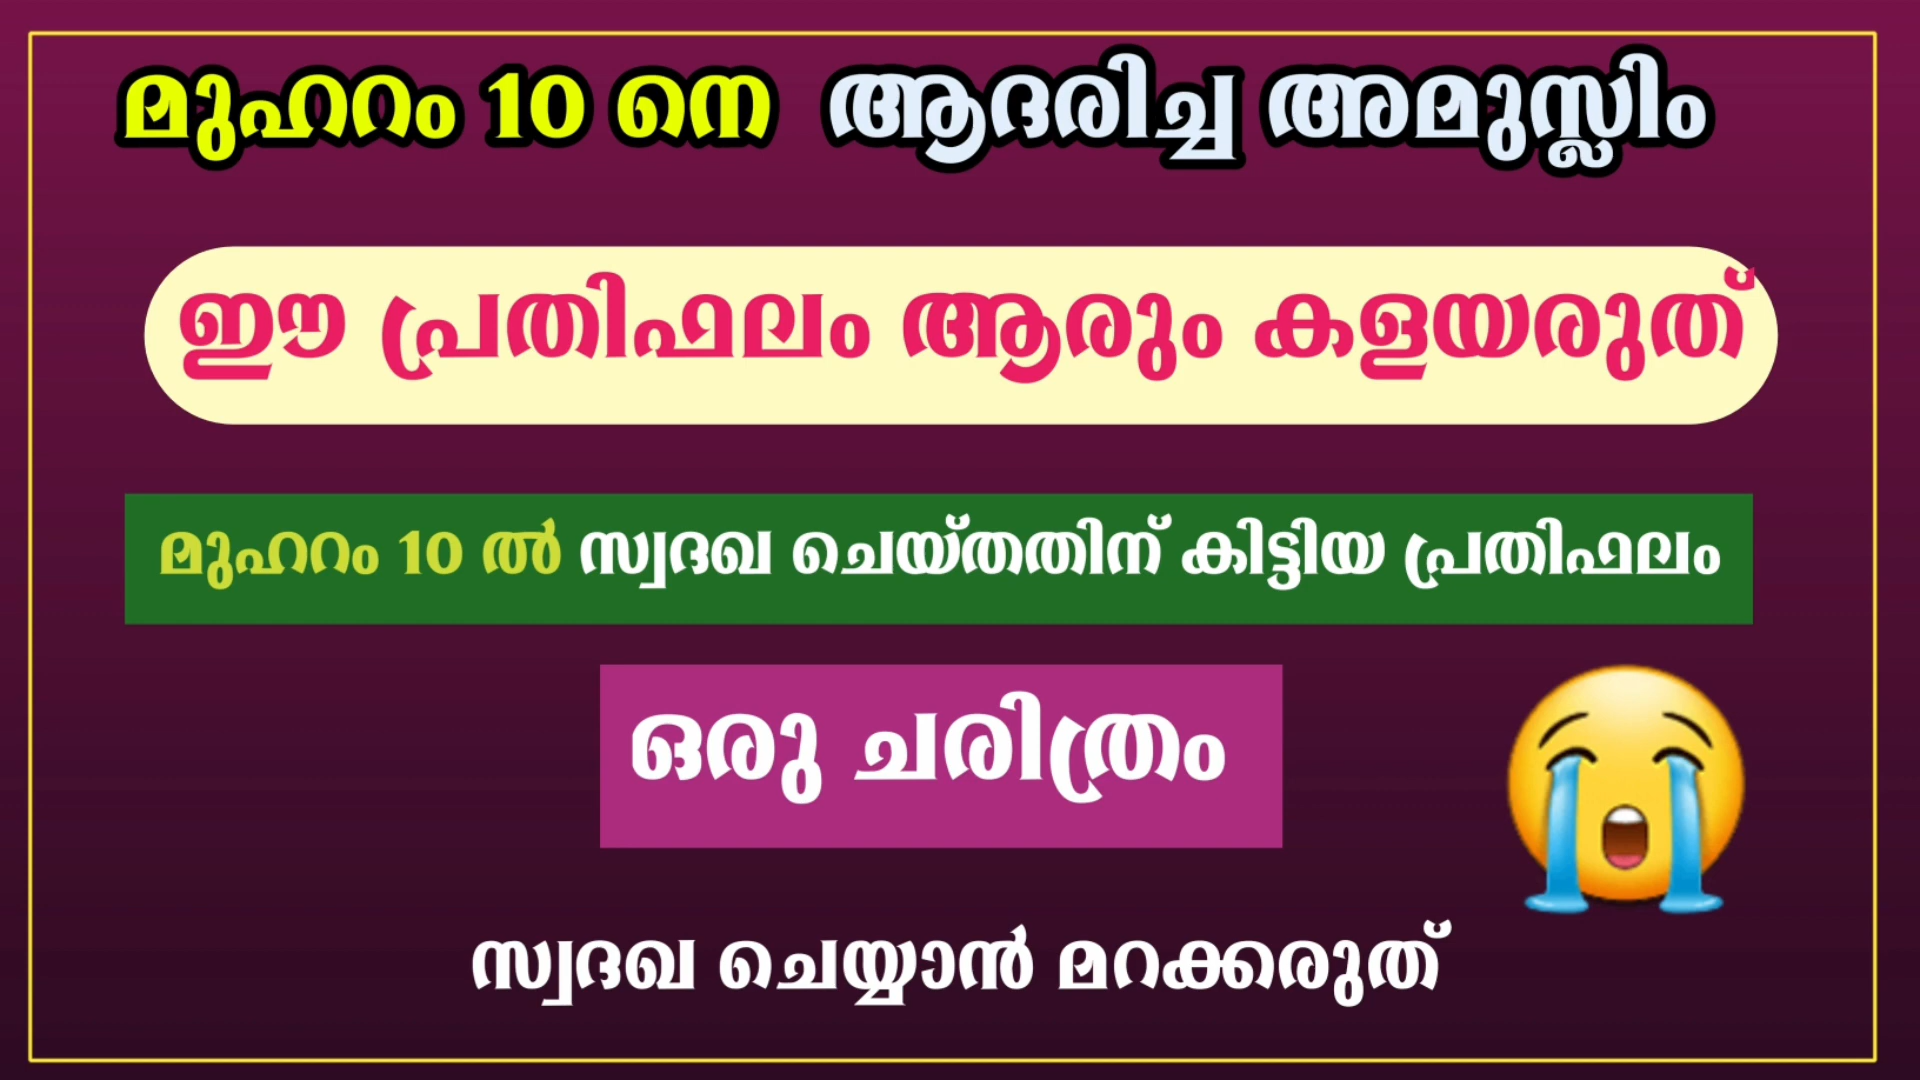 മുഹറം 10 നെ ആദരിച്ച അമുസ്ലിം
ഈ പ്രതിഫലം ആരും കളയരുത്
മുഹറം 10 ൽ സ്വദഖ ചെയ്തതിന് കിട്ടിയ പ്രതിഫലം
ഒരു ചരിത്രം
സ്വദഖ ചെയ്യാൻ മറക്കരുത്